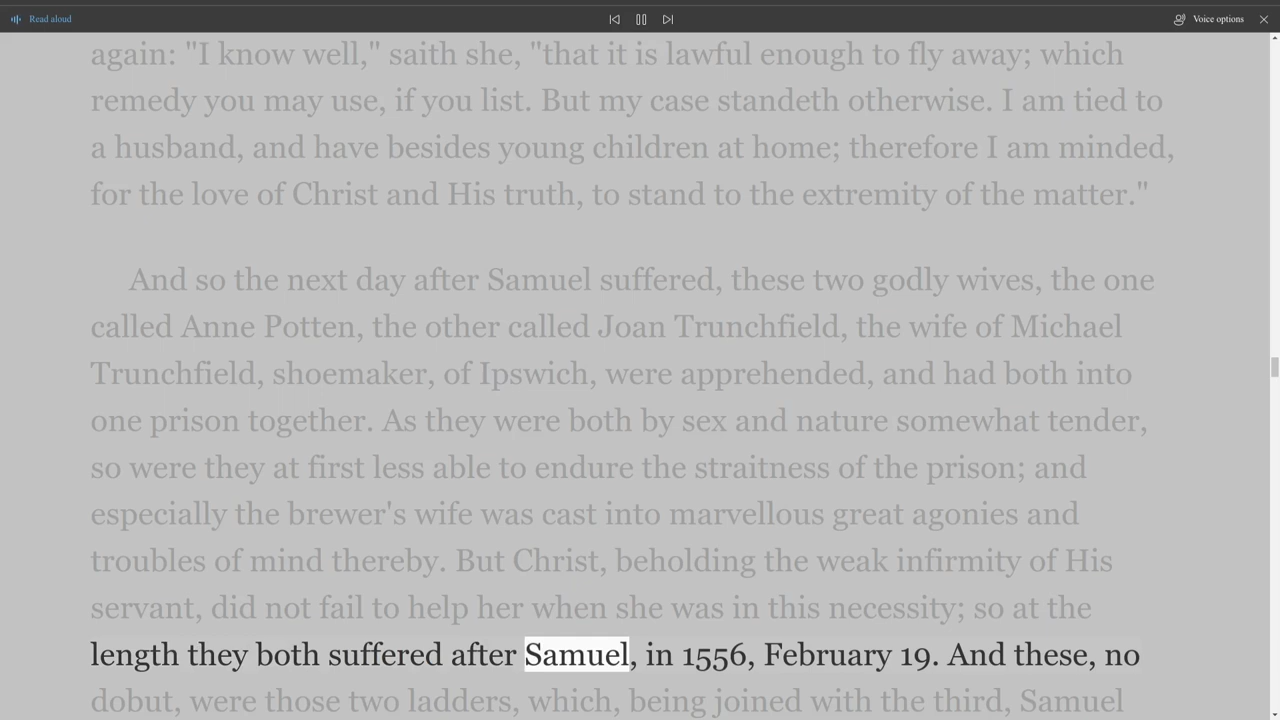 Read aloud
Voice options
again: "I know well," saith she, "that it is lawful enough to fly away; which
remedy you may use, if you list. But my case standeth otherwise. I am tied to
a husband, and have besides young children at home; therefore I am minded,
for the love of Christ and His truth, to stand to the extremity of the matter."
And so the next day after Samuel suffered, these two godly wives, the one
called Anne Potten, the other called Joan Trunchfield, the wife of Michael
Trunchfield, shoemaker, of Ipswich, were apprehended, and had both into
one prison together. As they were both by sex and nature somewhat tender,
so were they at first less able to endure the straitness of the prison; and
especially the brewer's wife was cast into marvellous great agonies and
troubles of mind thereby. But Christ, beholding the weak infirmity of His
servant, did not fail to help her when she was in this necessity; so at the
length they both suffered after Samuel, in 1556, February 19. And these, no
dobut, were those two ladders, which, being joined with the third, Samuel